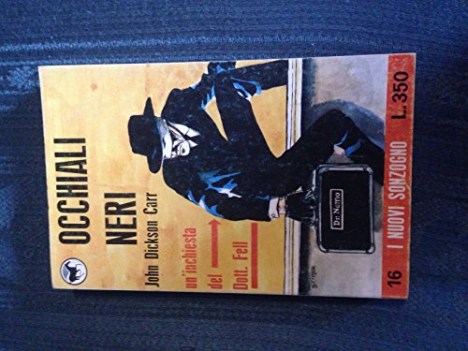 OCCHIALI
NERI
John Dickson Carr
un'inchiesta
del
Dott. Fell
Dr. Nemo
16 I NUOVI SONZOGNO L. 350